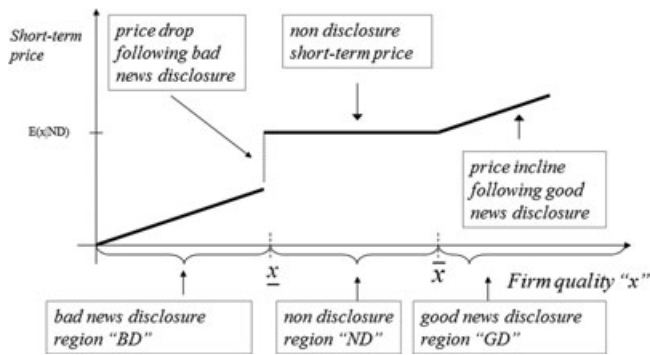 Short-term
price
price drop
following bad
news disclosure
non disclosure
short-term price
E(x|ND)
price incline
following good
news disclosure
x
x̅
Firm quality “x”
bad news disclosure
region “BD”
non disclosure
region “ND”
good news disclosure
region “GD”